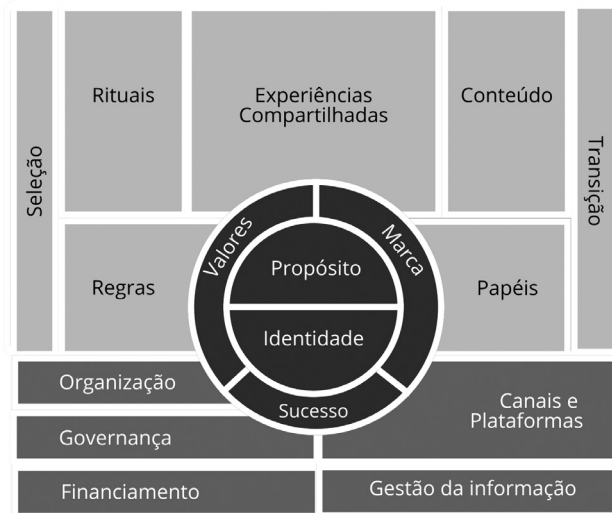 Seleção
Rituais
Experiências
Compartilhadas
Conteúdo
Transição
Regras
Valores
Marca
Propósito
Identidade
Sucesso
Papéis
Organização
Governança
Financiamento
Canais e
Plataformas
Gestão da informação